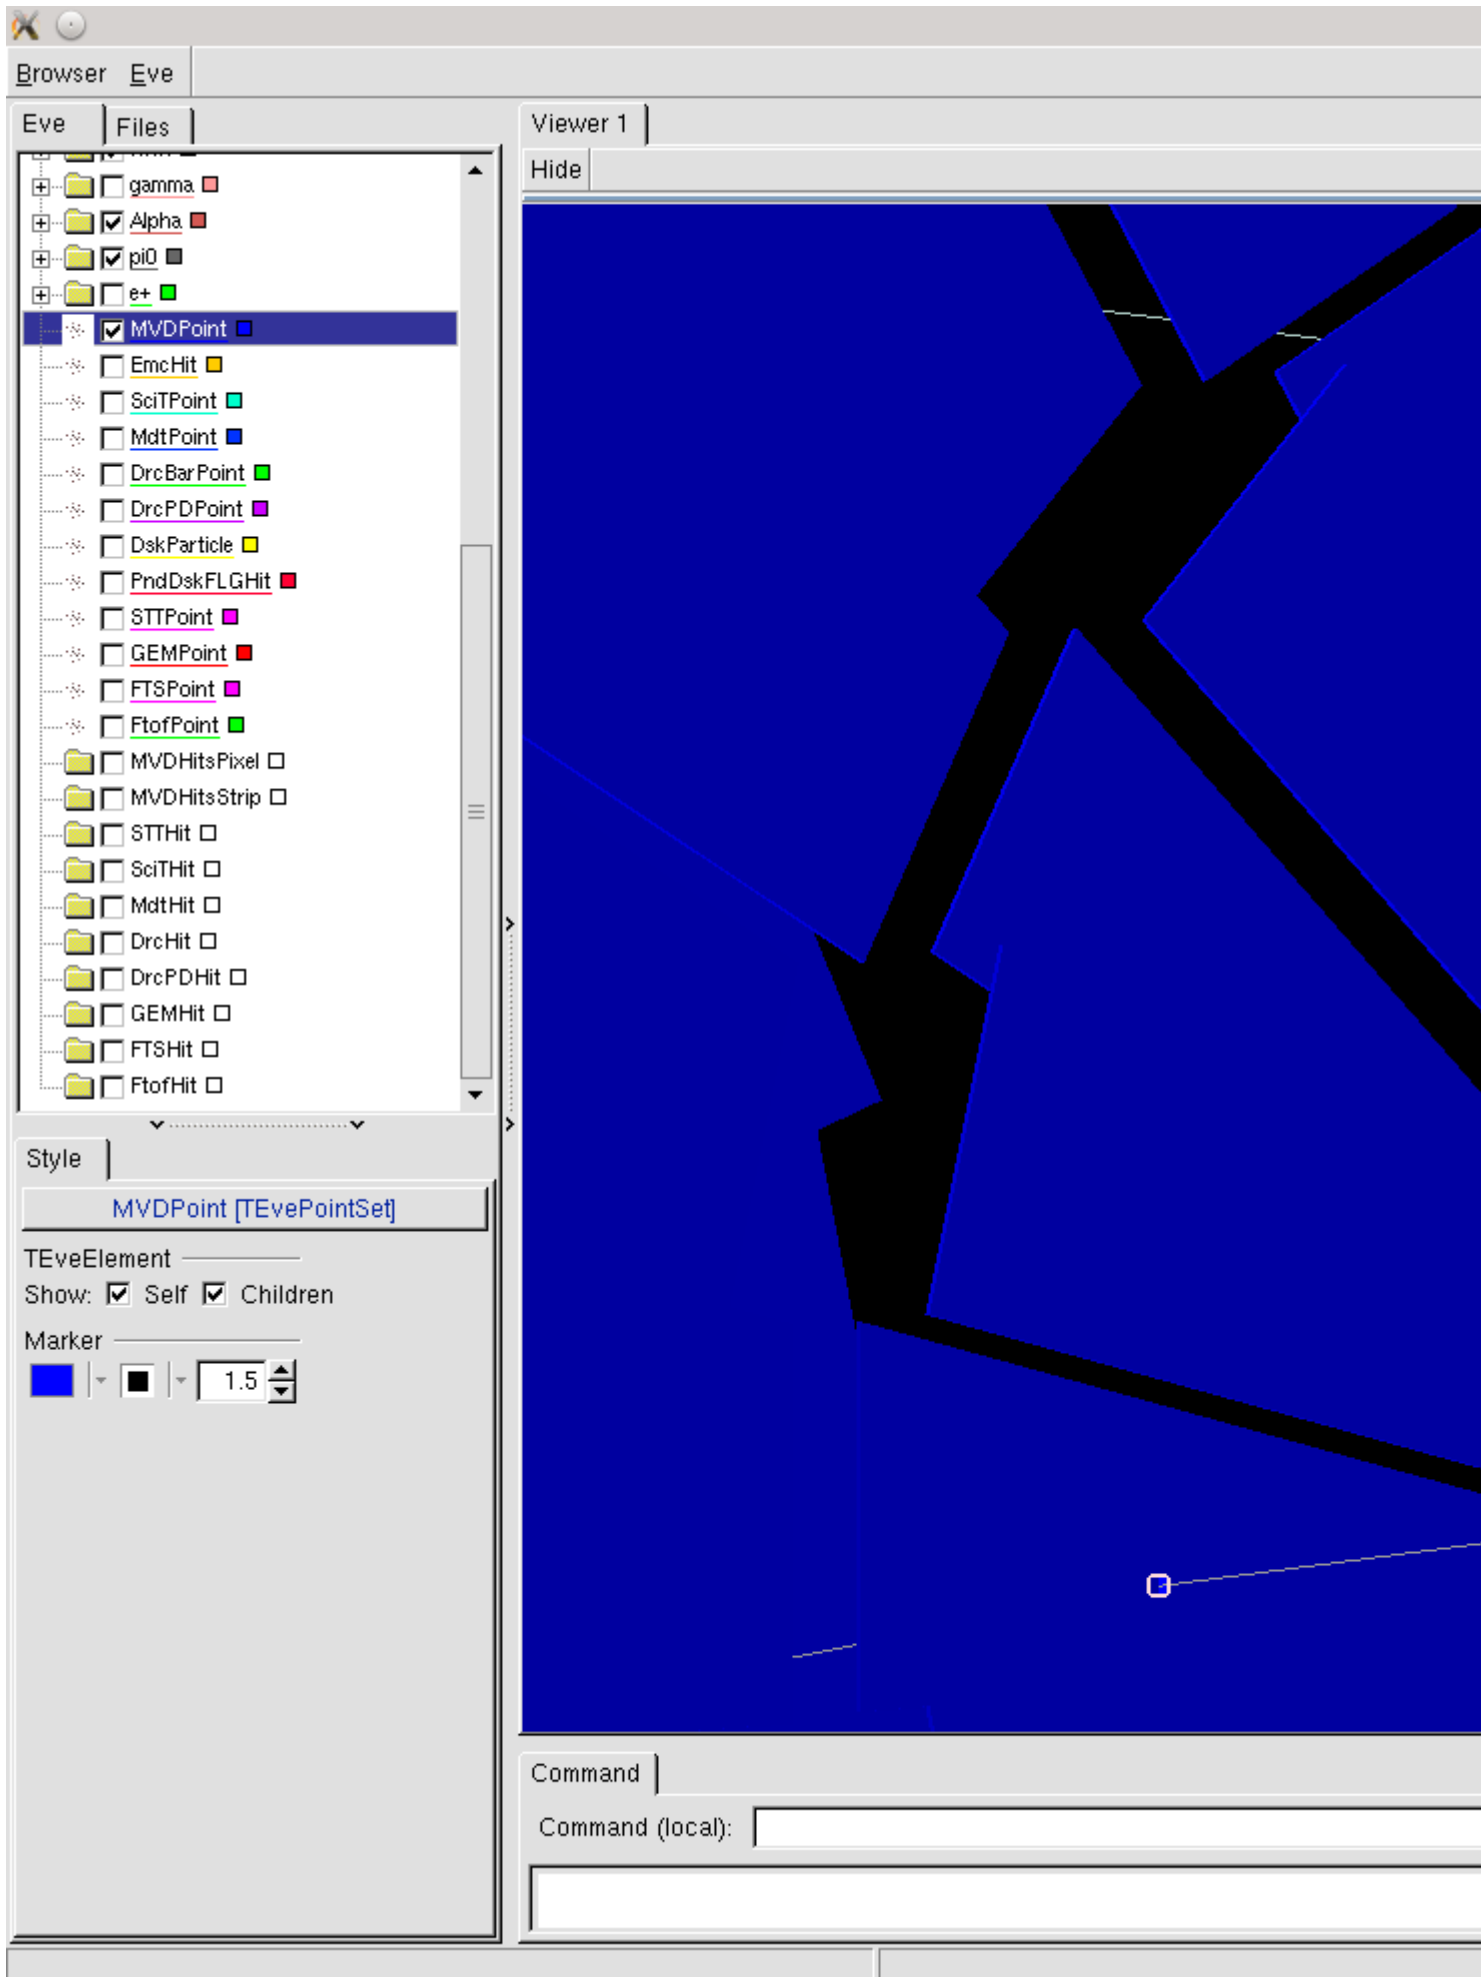 Browser Eve
Eve Files
gamma
Alpha
pi0
e+
MVDPoint
EmcHit
SciTPoint
MdtPoint
DrcBarPoint
DrcPDPoint
DskParticle
PndDskFLGHit
STTPoint
GEMPoint
FTSPoint
FtofPoint
MVDHitsPixel
MVDHitsStrip
STTHit
SciTHit
MdtHit
DrcHit
DrcPDHit
GEMHit
FTSHit
FtofHit
Style
MVDPoint [TEvePointSet]
TEveElement
Show: Self Children
Marker
1.5
Viewer 1
Hide
Command
Command (local):